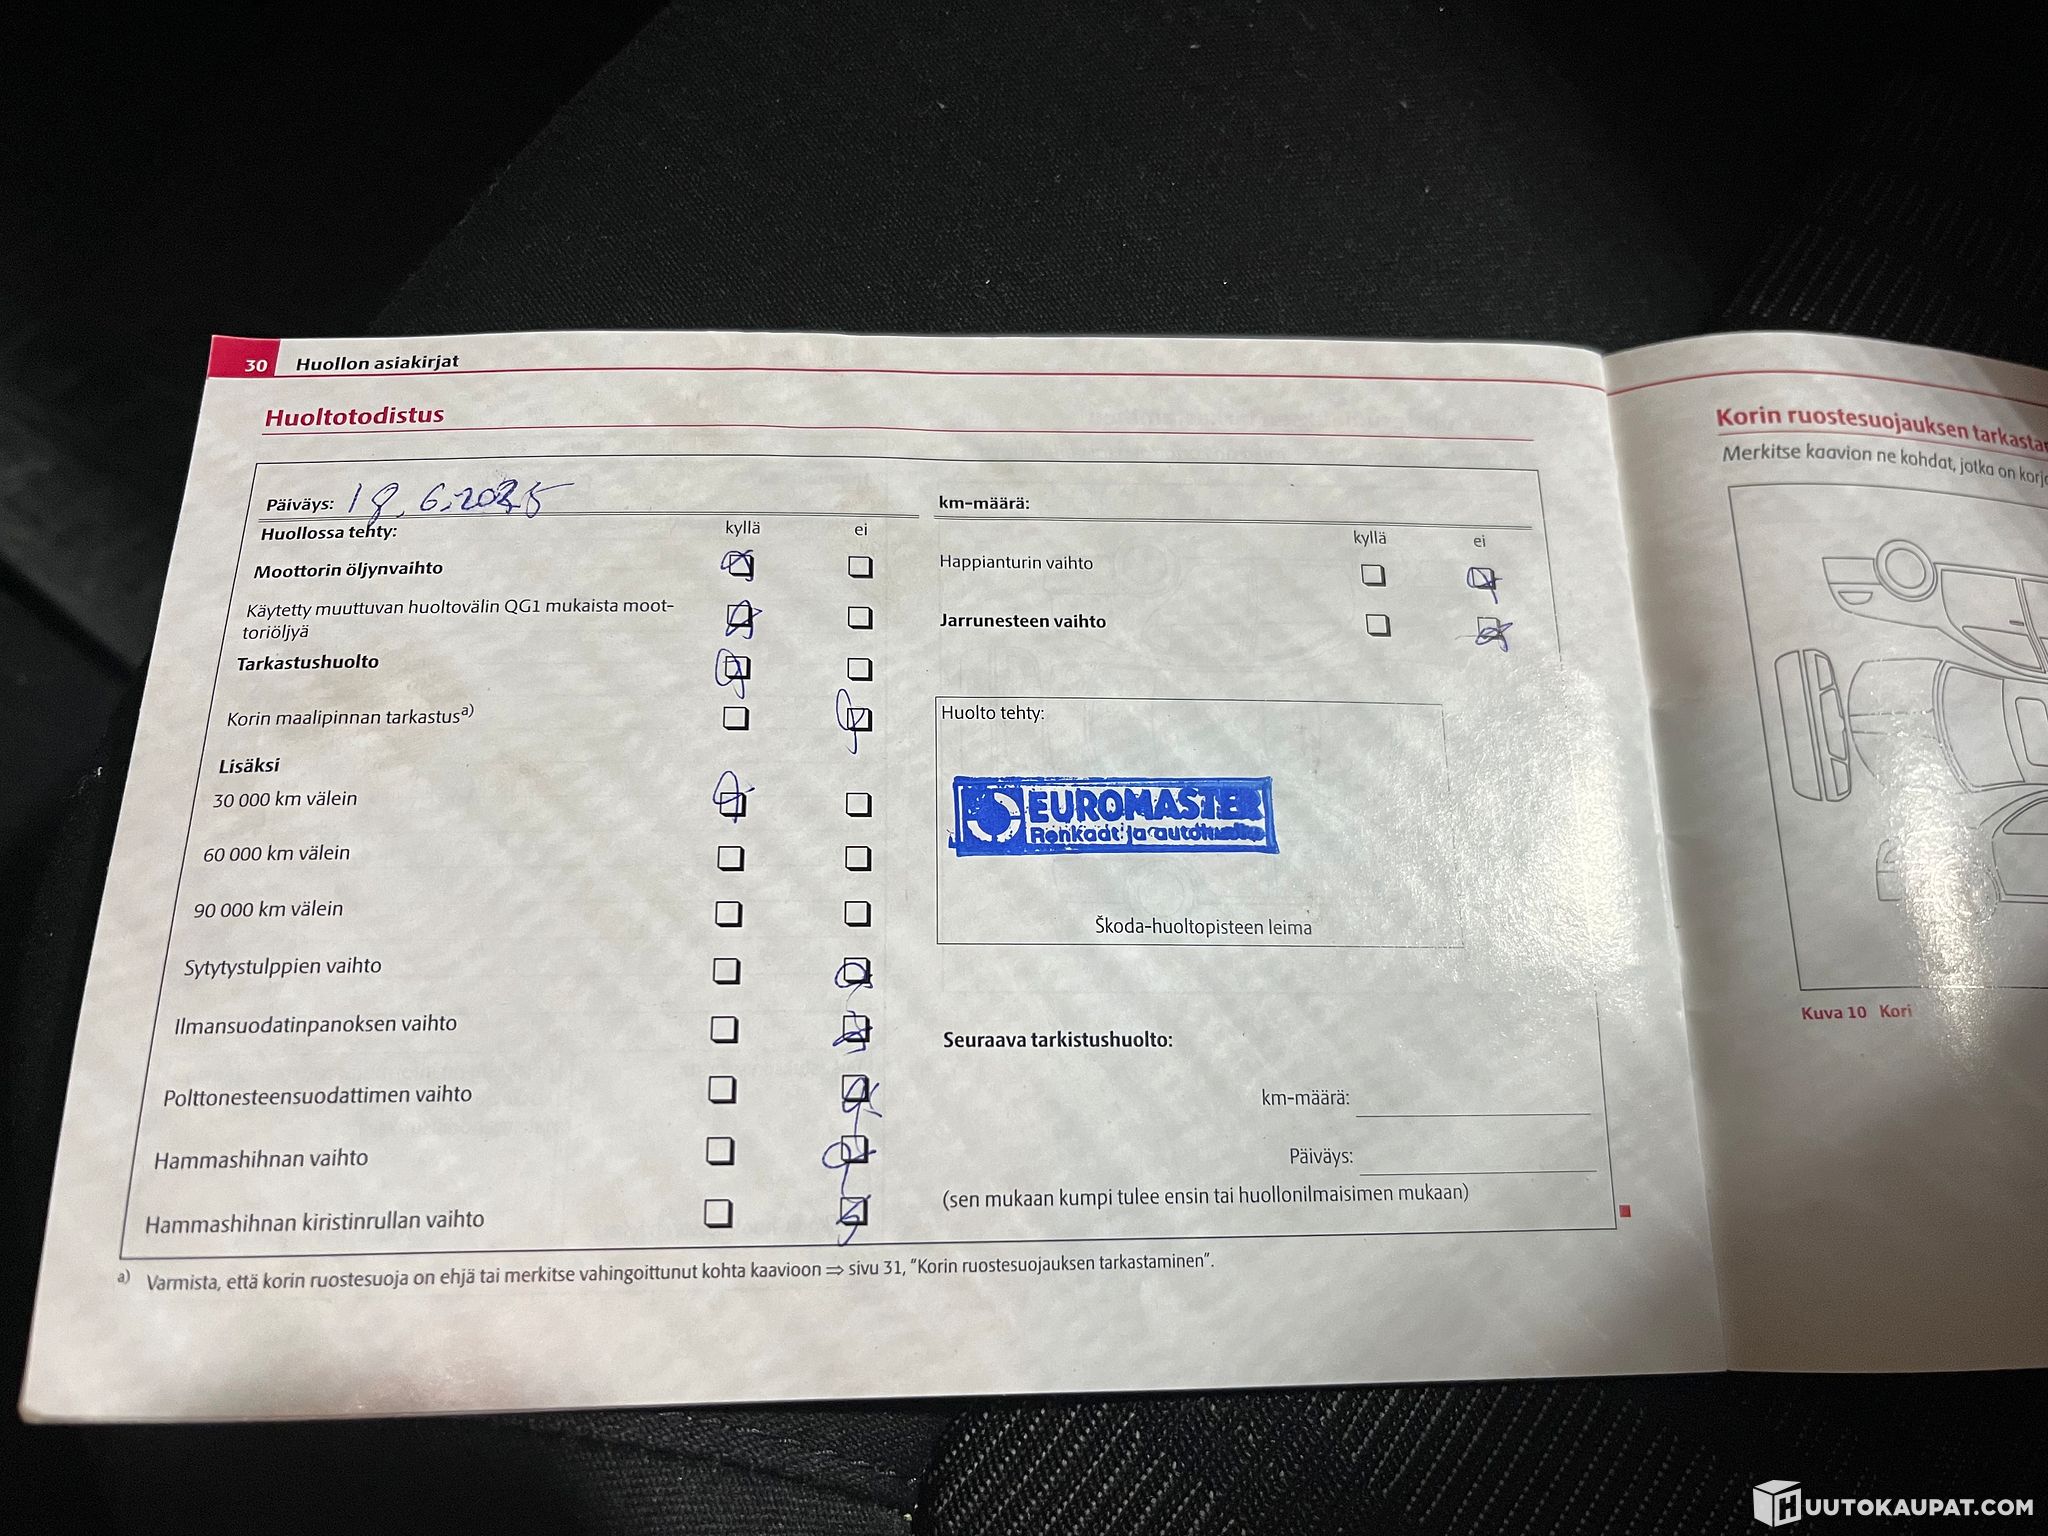 30 Huollon asiakirjat
Huoltotodistus
Päiväys: 18.6.2025
Huollossa tehty: kyllä ei
Moottorin öljynvaihto
Käytetty muuttuvan huoltovälin QG1 mukaista moot-
toriöljyä
Tarkastushuolto
Korin maalipinnan tarkastusa)
Lisäksi
30 000 km välein
60 000 km välein
90 000 km välein
Sytytystulppien vaihto
Ilmansuodatinpanoksen vaihto
Polttonesteensuodattimen vaihto
Hammashihnan vaihto
Hammashihnan kiristinrullan vaihto
km-määrä:
kyllä ei
Happianturin vaihto
Jarrunesteen vaihto
Huolto tehty:
EUROMASTER
Renkaat ja autohuolto
Škoda-huoltopisteen leima
Seuraava tarkistushuolto:
km-määrä:
Päiväys:
(sen mukaan kumpi tulee ensin tai huollonilmaisimen mukaan)
a) Varmista, että korin ruostesuoja on ehjä tai merkitse vahingoittunut kohta kaavioon ⇒ sivu 31, "Korin ruostesuojauksen tarkastaminen".
Korin ruostesuojauksen
Merkitse kaavion ne kohdat, jotka on
Kuva 10 Kori
HUUTOKAUPAT.COM